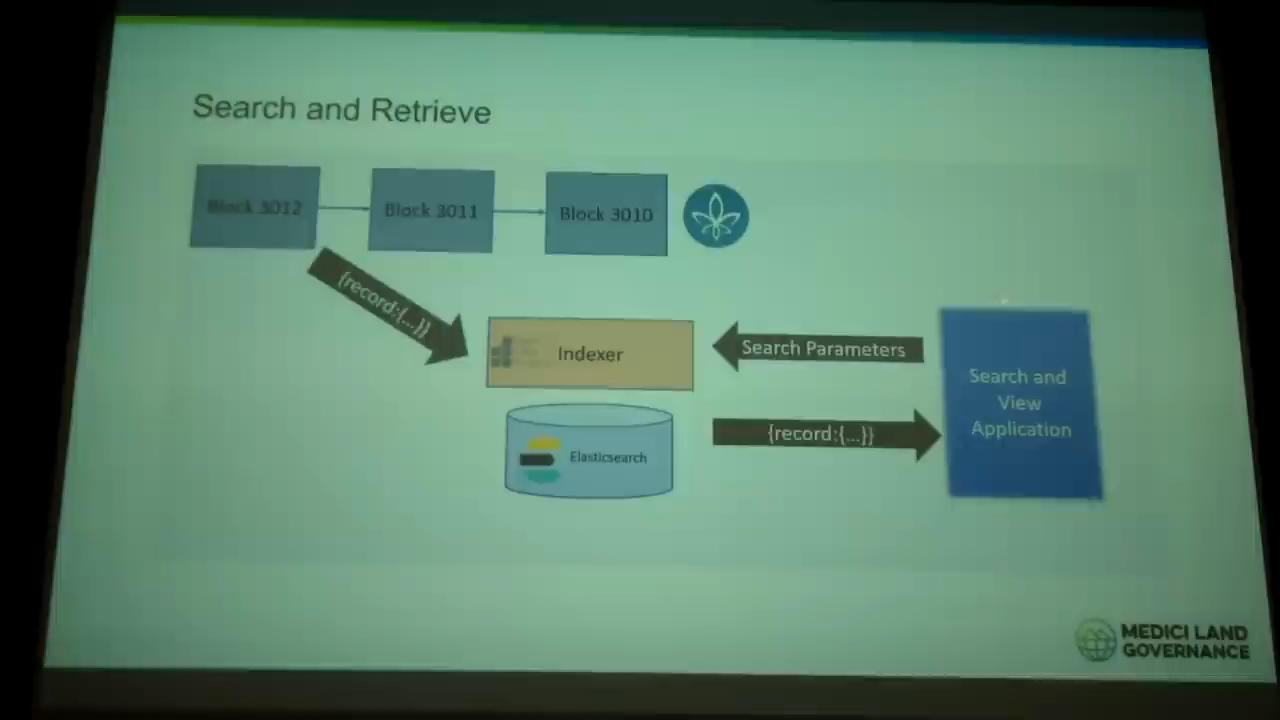 Search and Retrieve
Block 3012
Block 3011
Block 3010
{record:{...}}
Indexer
Search Parameters
Search and
View
Application
{record:{...}}
Elasticsearch
MEDICI LAND
GOVERNANCE